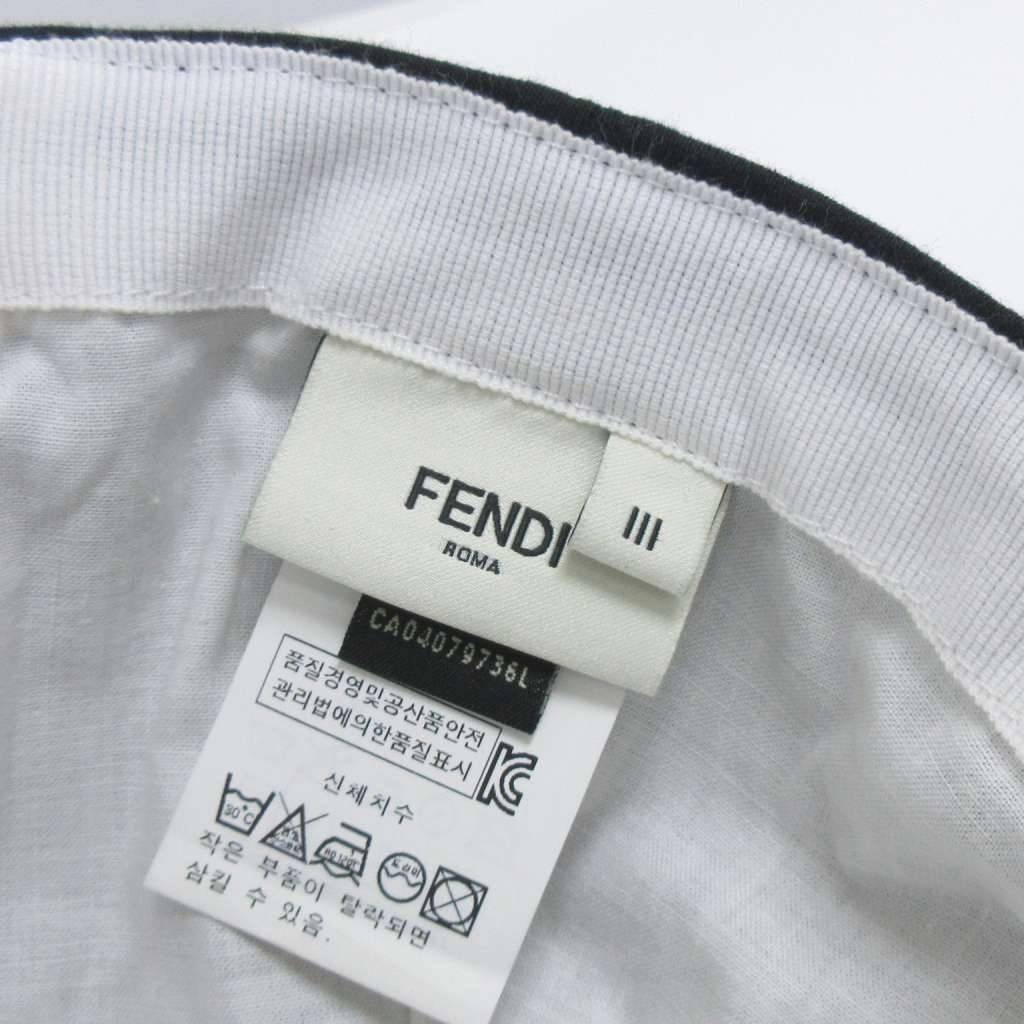 FENDI
ROMA
III
CA0J079736L
품질경영및공산품안전
관리법에의한품질표시
신체치수
30°C
작은 부품이 탈락되면
삼킬 수 있음.